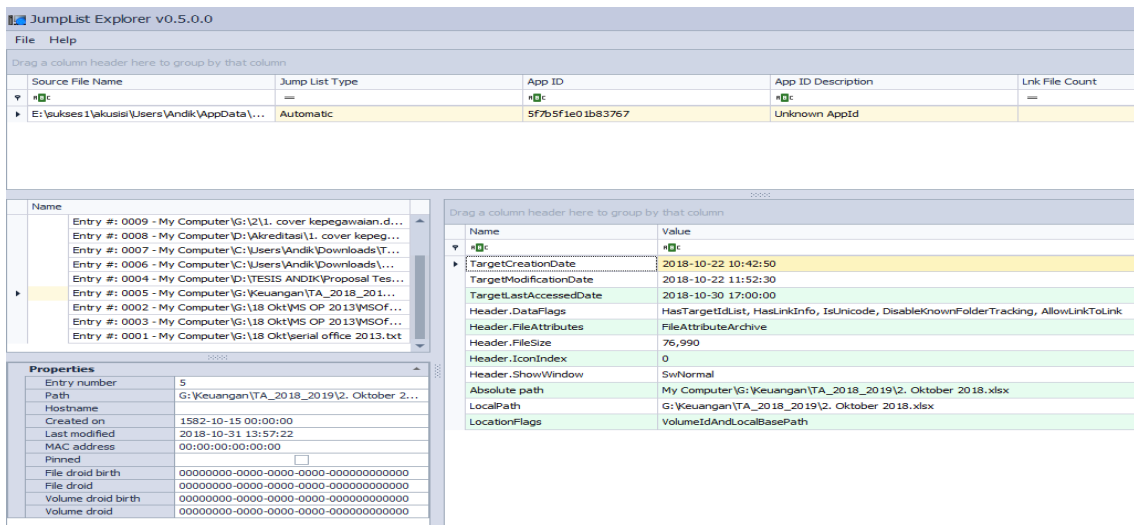 JumpList Explorer v0.5.0.0
File Help
Drag a column header here to group by that column
Source File Name Jump List Type App ID App ID Description Lnk File Count
= =
E:\sukses1\akusisi\Users\Andik\AppData\... Automatic 5f7b5f1e01b83767 Unknown AppId
Name
Entry #: 0009 - My Computer\G:\2\1. cover kepegawaian.d...
Entry #: 0008 - My Computer\D:\Akreditasi\1. cover kepeg...
Entry #: 0007 - My Computer\C:\Users\Andik\Downloads\T...
Entry #: 0006 - My Computer\C:\Users\Andik\Downloads\...
Entry #: 0004 - My Computer\D:\TESIS ANDIK\Proposal Tes...
Entry #: 0005 - My Computer\G:\Keuangan\TA_2018_201...
Entry #: 0002 - My Computer\G:\18 Okt\MS OP 2013\MSOf...
Entry #: 0003 - My Computer\G:\18 Okt\MS OP 2013\MSOf...
Entry #: 0001 - My Computer\G:\18 Okt\serial office 2013.txt
Properties
Entry number 5
Path G:\Keuangan\TA_2018_2019\2. Oktober 2...
Hostname
Created on 1582-10-15 00:00:00
Last modified 2018-10-31 13:57:22
MAC address 00:00:00:00:00:00
Pinned
File droid birth 00000000-0000-0000-0000-000000000000
File droid 00000000-0000-0000-0000-000000000000
Volume droid birth 00000000-0000-0000-0000-000000000000
Volume droid 00000000-0000-0000-0000-000000000000
Drag a column header here to group by that column
Name Value
TargetCreationDate 2018-10-22 10:42:50
TargetModificationDate 2018-10-22 11:52:30
TargetLastAccessedDate 2018-10-30 17:00:00
Header.DataFlags HasTargetIdList, HasLinkInfo, IsUnicode, DisableKnownFolderTracking, AllowLinkToLink
Header.FileAttributes FileAttributeArchive
Header.FileSize 76,990
Header.IconIndex 0
Header.ShowWindow SwNormal
Absolute path My Computer\G:\Keuangan\TA_2018_2019\2. Oktober 2018.xlsx
LocalPath G:\Keuangan\TA_2018_2019\2. Oktober 2018.xlsx
LocationFlags VolumeIdAndLocalBasePath